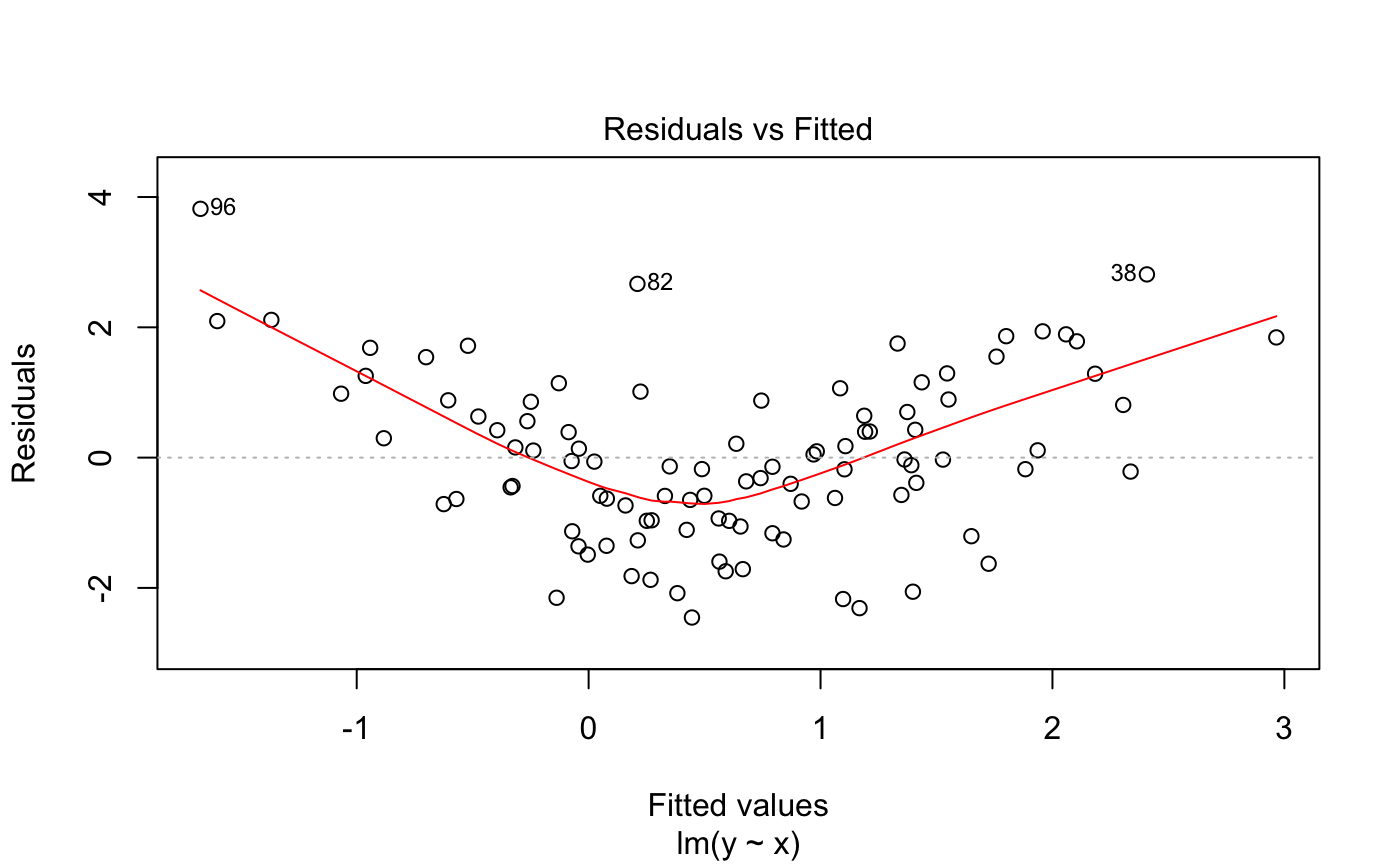 Residuals vs Fitted
4
2
0
-2
Residuals
96
82
38
-1 0 1 2 3
Fitted values
lm(y ~ x)